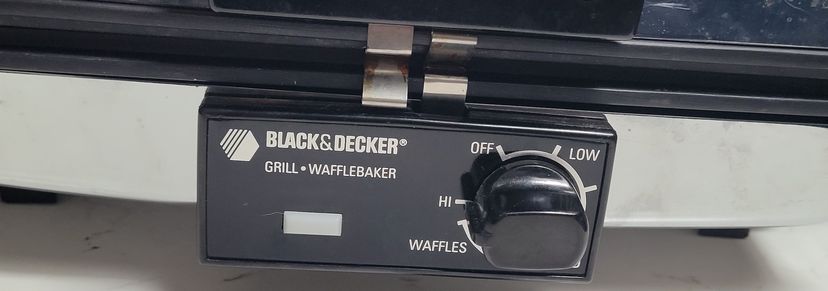 BLACK&DECKER®
GRILL • WAFFLEBAKER
OFF
LOW
HI
WAFFLES